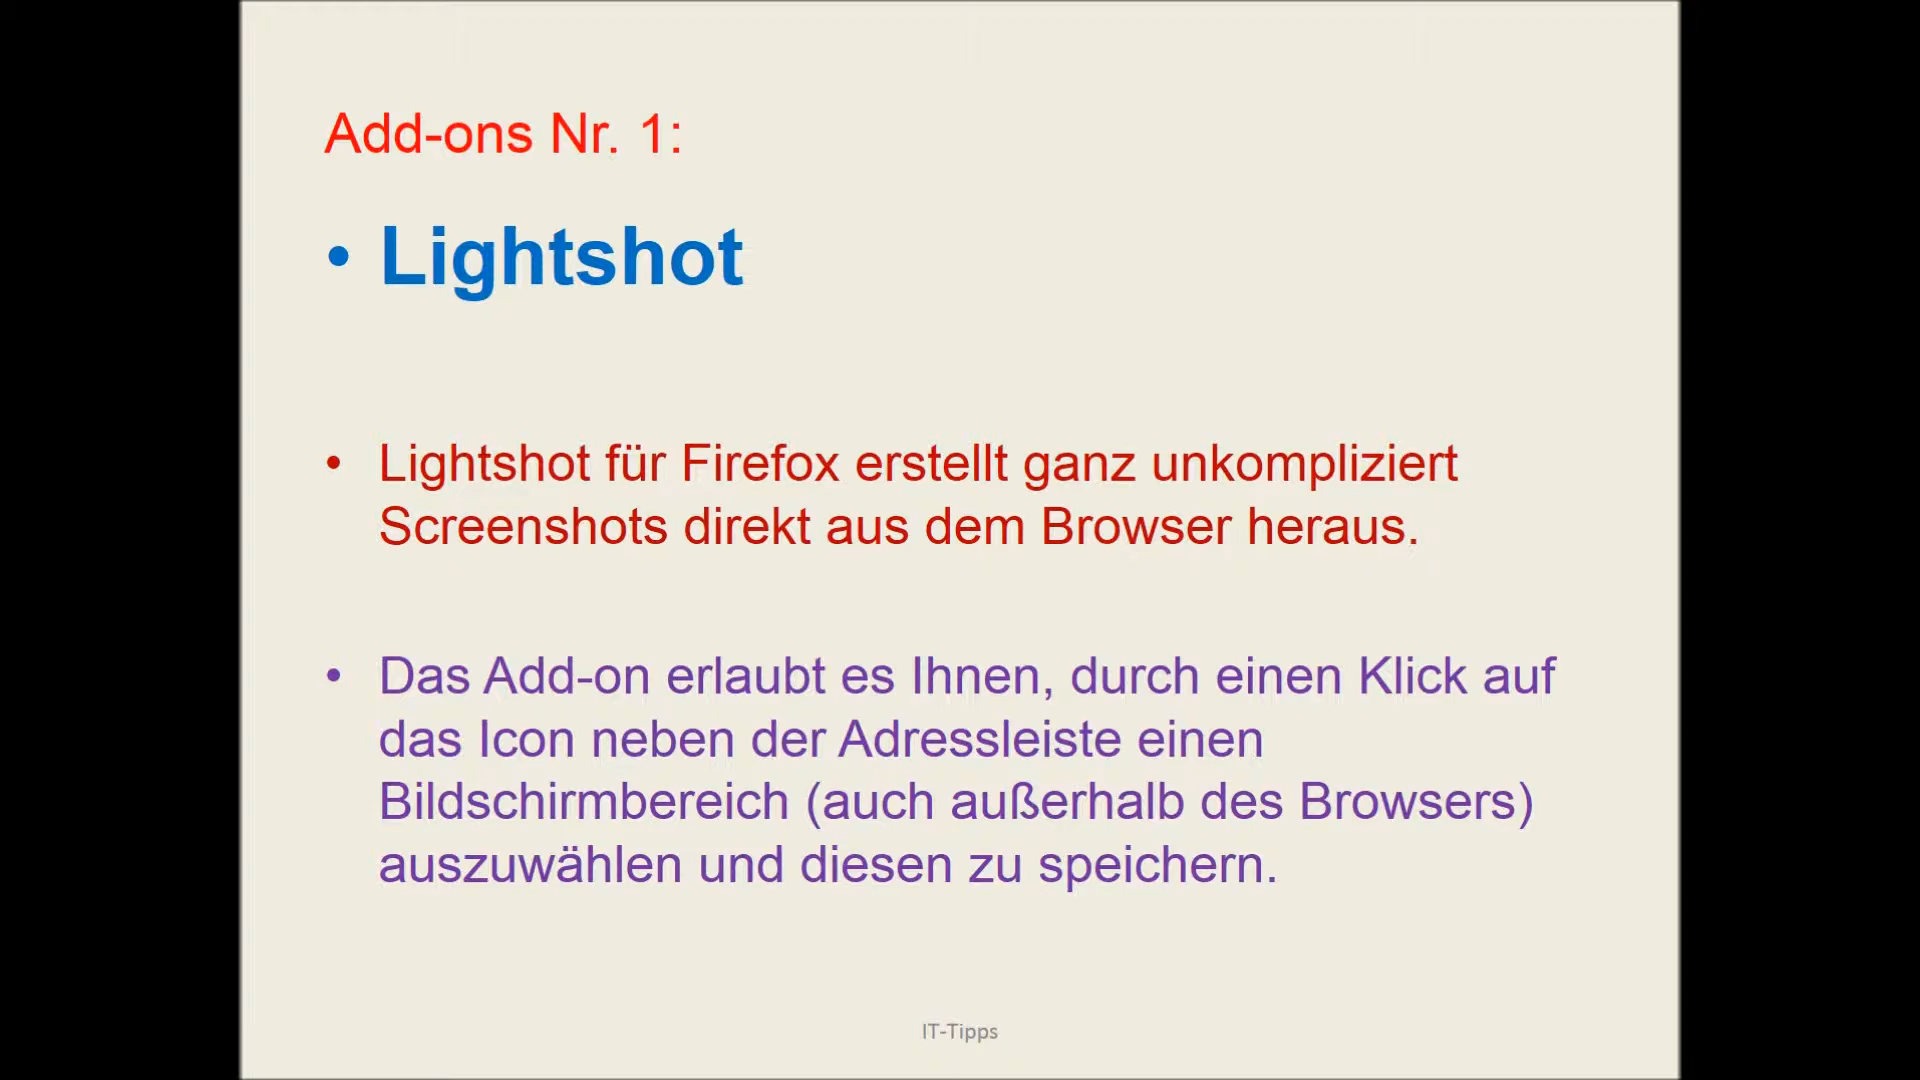 Add-ons Nr. 1:
• Lightshot
• Lightshot für Firefox erstellt ganz unkompliziert
Screenshots direkt aus dem Browser heraus.
• Das Add-on erlaubt es Ihnen, durch einen Klick auf
das Icon neben der Adressleiste einen
Bildschirmbereich (auch außerhalb des Browsers)
auszuwählen und diesen zu speichern.
IT-Tipps